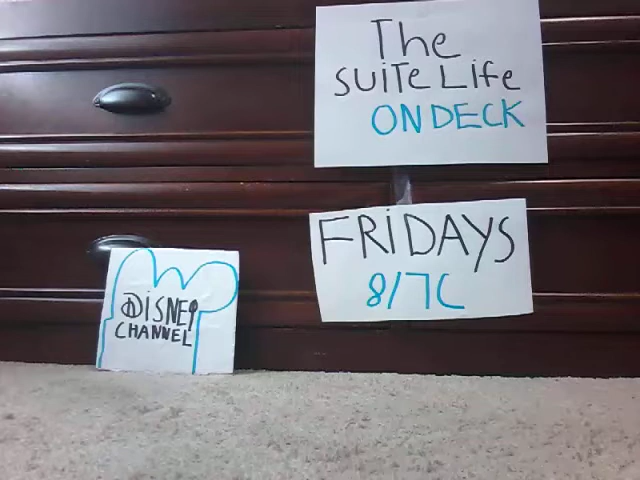 The
SUITE LIFE
ON DECK
FRIDAYS
8/7C
DISNEY
CHANNEL